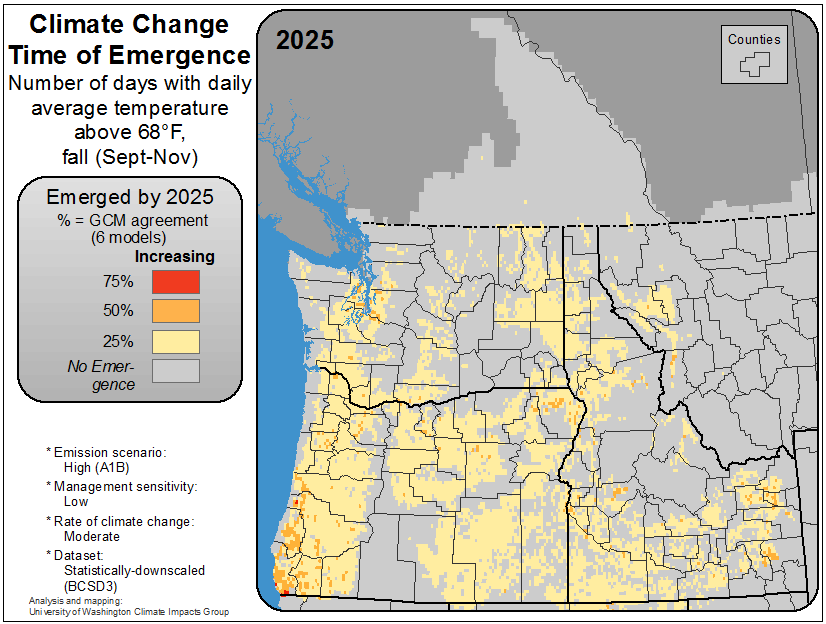 Climate Change
Time of Emergence
Number of days with daily
average temperature
above 68°F,
fall (Sept-Nov)
Emerged by 2025
% = GCM agreement
(6 models)
Increasing
75%
50%
25%
No Emer-
gence
* Emission scenario:
High (A1B)
* Management sensitivity:
Low
* Rate of climate change:
Moderate
* Dataset:
Statistically-downscaled
(BCSD3)
Analysis and mapping:
University of Washington Climate Impacts Group
2025
Counties